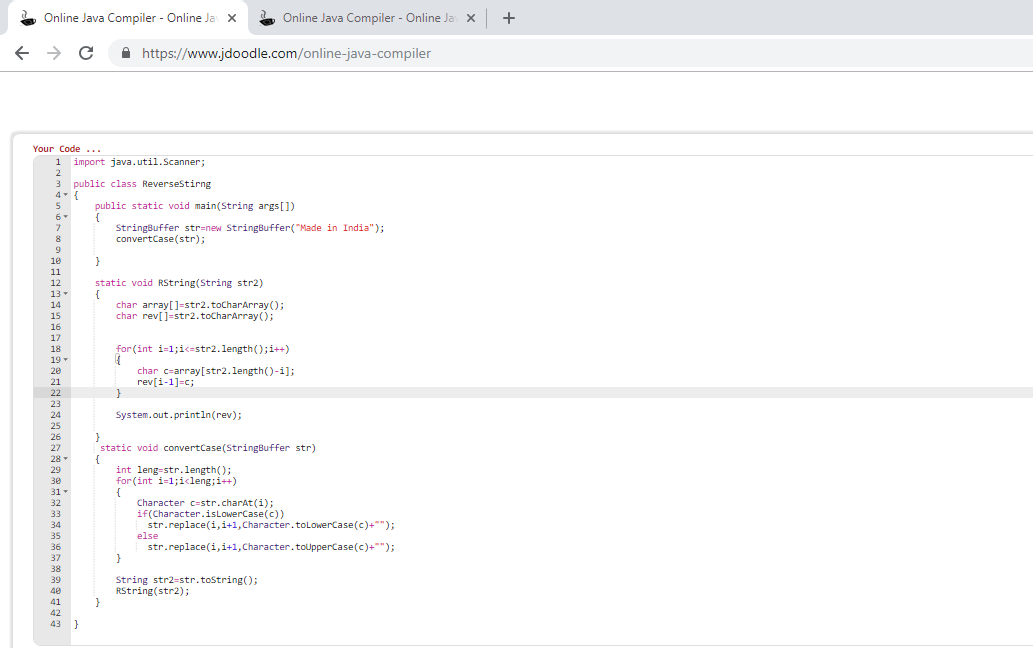 Online Java Compiler - Online Ja
Online Java Compiler - Online Ja
https://www.jdoodle.com/online-java-compiler
Your Code ...
1 import java.util.Scanner;
2
3 public class ReverseStirng
4 {
5 public static void main(String args[])
6 {
7 StringBuffer str=new StringBuffer("Made in India");
8 convertCase(str);
9
10 }
11
12 static void RString(String str2)
13 {
14 char array[]=str2.toCharArray();
15 char rev[]=str2.toCharArray();
16
17
18 for(int i=1;i<=str2.length();i++)
19 {
20 char c=array[str2.length()-i];
21 rev[i-1]=c;
22 }
23
24 System.out.println(rev);
25
26 }
27 static void convertCase(StringBuffer str)
28 {
29 int leng=str.length();
30 for(int i=1;i<leng;i++)
31 {
32 Character c=str.charAt(i);
33 if(Character.isLowerCase(c))
34 str.replace(i,i+1,Character.toLowerCase(c)+"");
35 else
36 str.replace(i,i+1,Character.toUpperCase(c)+"");
37 }
38
39 String str2=str.toString();
40 RString(str2);
41 }
42
43 }